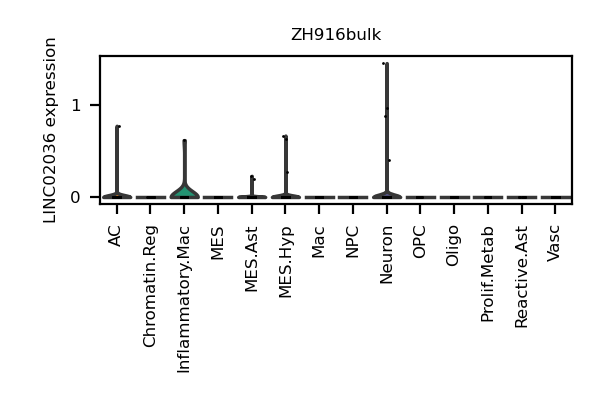 ZH916bulk
LINC02036 expression
1
0
AC
Chromatin.Reg
Inflammatory.Mac
MES
MES.Ast
MES.Hyp
Mac
NPC
Neuron
OPC
Oligo
Prolif.Metab
Reactive.Ast
Vasc